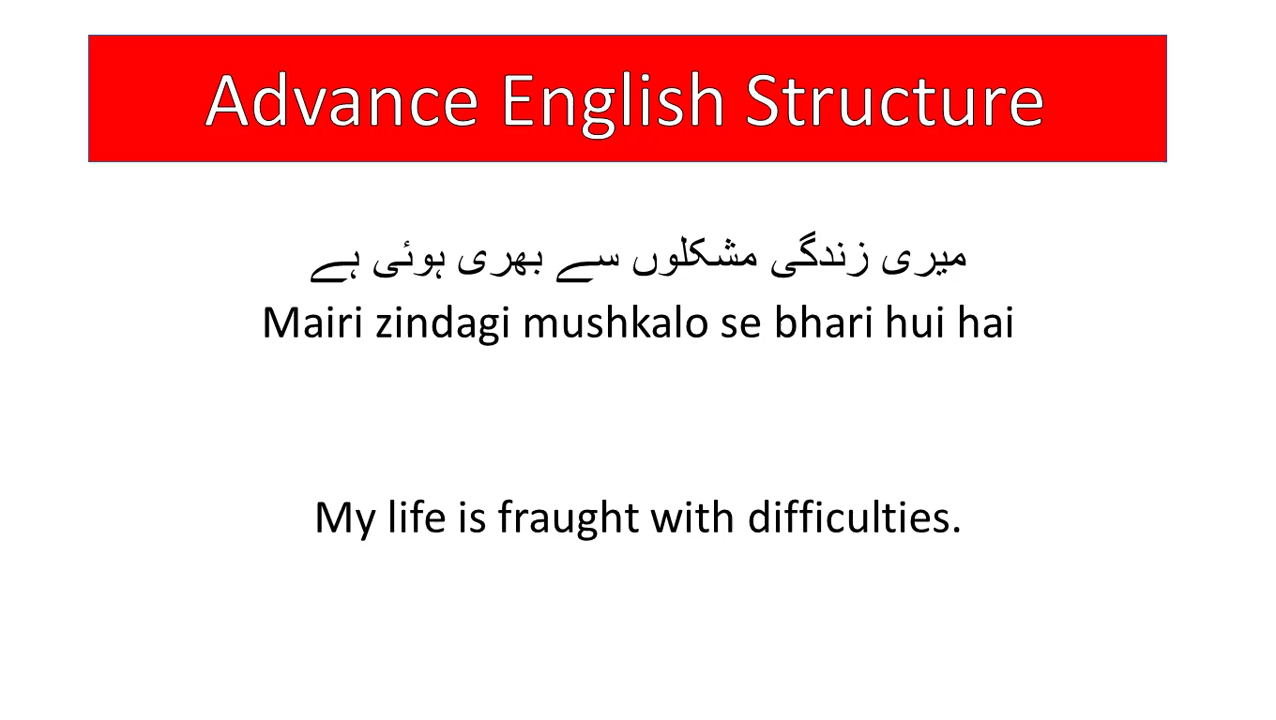 Advance English Structure
میری زندگی مشکلوں سے بھری ہوئی ہے
Mairi zindagi mushkalo se bhari hui hai
My life is fraught with difficulties.